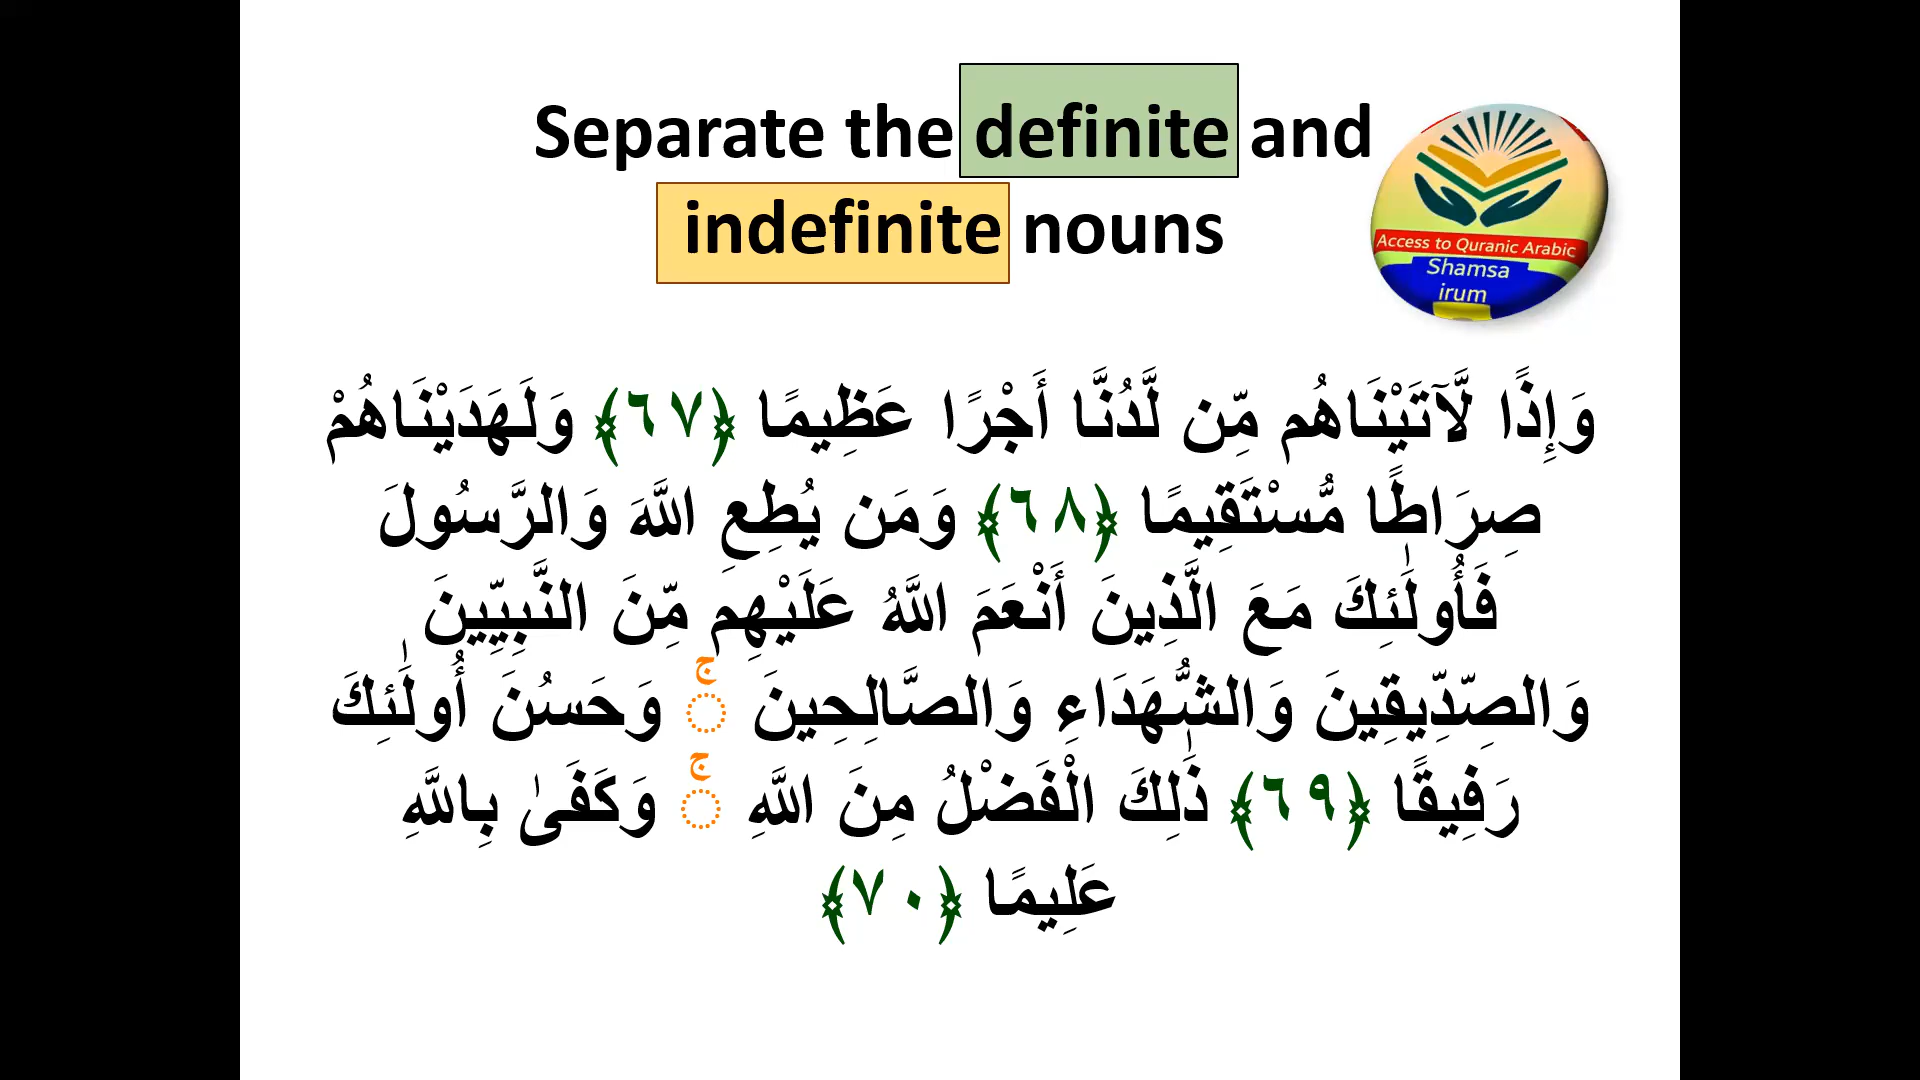 Separate the definite and
indefinite nouns
Access to Quranic Arabic
Shamsa
irum
وَإِذًا لَّآتَيْنَاهُم مِّن لَّدُنَّا أَجْرًا عَظِيمًا ﴿٦٧﴾ وَلَهَدَيْنَاهُمْ
صِرَاطًا مُّسْتَقِيمًا ﴿٦٨﴾ وَمَن يُطِعِ اللَّهَ وَالرَّسُولَ
فَأُولَٰئِكَ مَعَ الَّذِينَ أَنْعَمَ اللَّهُ عَلَيْهِم مِّنَ النَّبِيِّينَ
وَالصِّدِّيقِينَ وَالشُّهَدَاءِ وَالصَّالِحِينَ ۚ وَحَسُنَ أُولَٰئِكَ
رَفِيقًا ﴿٦٩﴾ ذَٰلِكَ الْفَضْلُ مِنَ اللَّهِ ۚ وَكَفَىٰ بِاللَّهِ
عَلِيمًا ﴿٧٠﴾